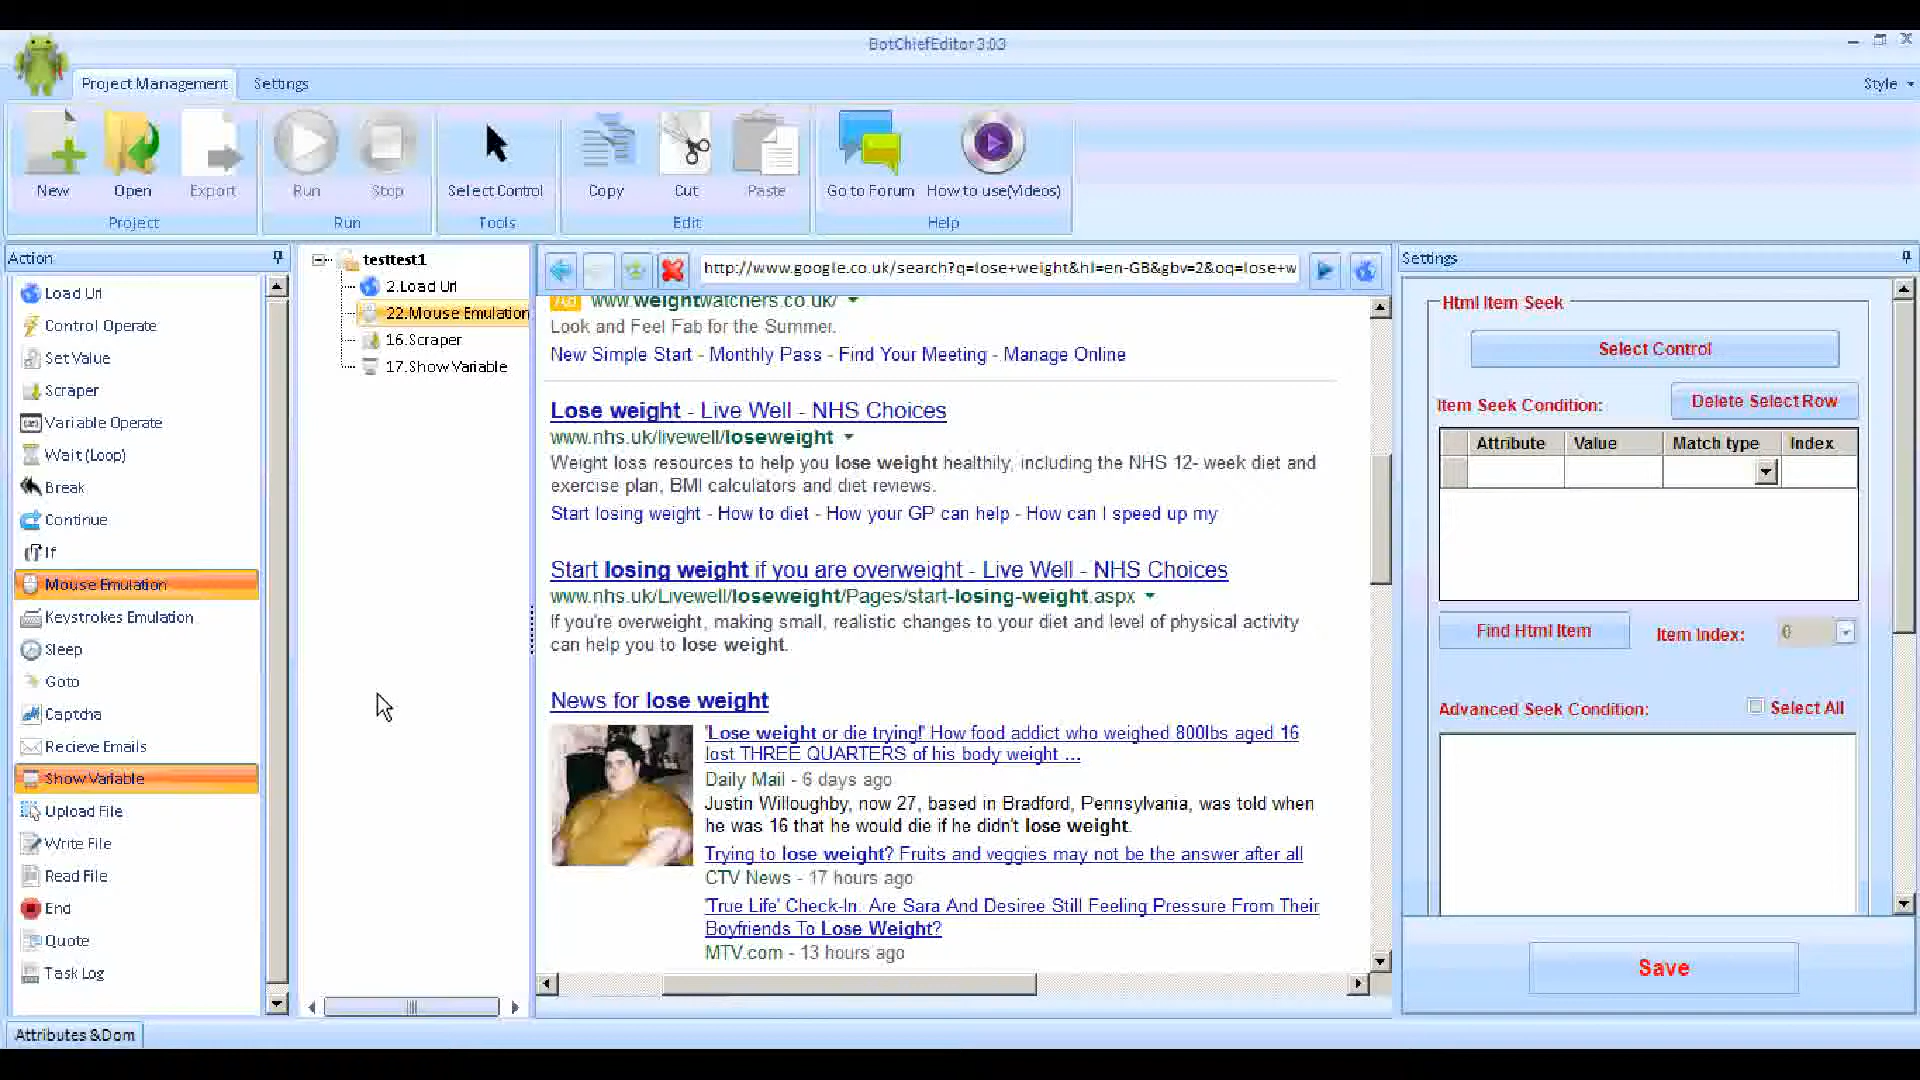 BotChiefEditor 3.03
Project Management
Settings
Style
New
Open
Export
Run
Stop
Select Control
Copy
Cut
Paste
Go to Forum
How to use(Videos)
Project
Run
Tools
Edit
Help
Action
Load Url
Control Operate
Set Value
Scraper
Variable Operate
Wait (Loop)
Break
Continue
If
Mouse Emulation
Keystrokes Emulation
Sleep
Goto
Captcha
Recieve Emails
Show Variable
Upload File
Write File
Read File
End
Quote
Task Log
Attributes &Dom
testtest1
2.Load Url
22.Mouse Emulation
16.Scraper
17.Show Variable
http://www.google.co.uk/search?q=lose+weight&hl=en-GB&gbv=2&oq=lose+w
www.weightwatchers.co.uk/
Look and Feel Fab for the Summer.
New Simple Start - Monthly Pass - Find Your Meeting - Manage Online
Lose weight - Live Well - NHS Choices
www.nhs.uk/livewell/loseweight
Weight loss resources to help you lose weight healthily, including the NHS 12- week diet and
exercise plan, BMI calculators and diet reviews.
Start losing weight - How to diet - How your GP can help - How can I speed up my
Start losing weight if you are overweight - Live Well - NHS Choices
www.nhs.uk/Livewell/loseweight/Pages/start-losing-weight.aspx
If you're overweight, making small, realistic changes to your diet and level of physical activity
can help you to lose weight.
News for lose weight
'Lose weight or die trying!' How food addict who weighed 800lbs aged 16
lost THREE QUARTERS of his body weight ...
Daily Mail - 6 days ago
Justin Willoughby, now 27, based in Bradford, Pennsylvania, was told when
he was 16 that he would die if he didn't lose weight.
Trying to lose weight? Fruits and veggies may not be the answer after all
CTV News - 17 hours ago
'True Life' Check-In: Are Sara And Desiree Still Feeling Pressure From Their
Boyfriends To Lose Weight?
MTV.com - 13 hours ago
Settings
Html Item Seek
Select Control
Item Seek Condition:
Delete Select Row
Attribute
Value
Match type
Index
Find Html Item
Item Index:
0
Advanced Seek Condition:
Select All
Save